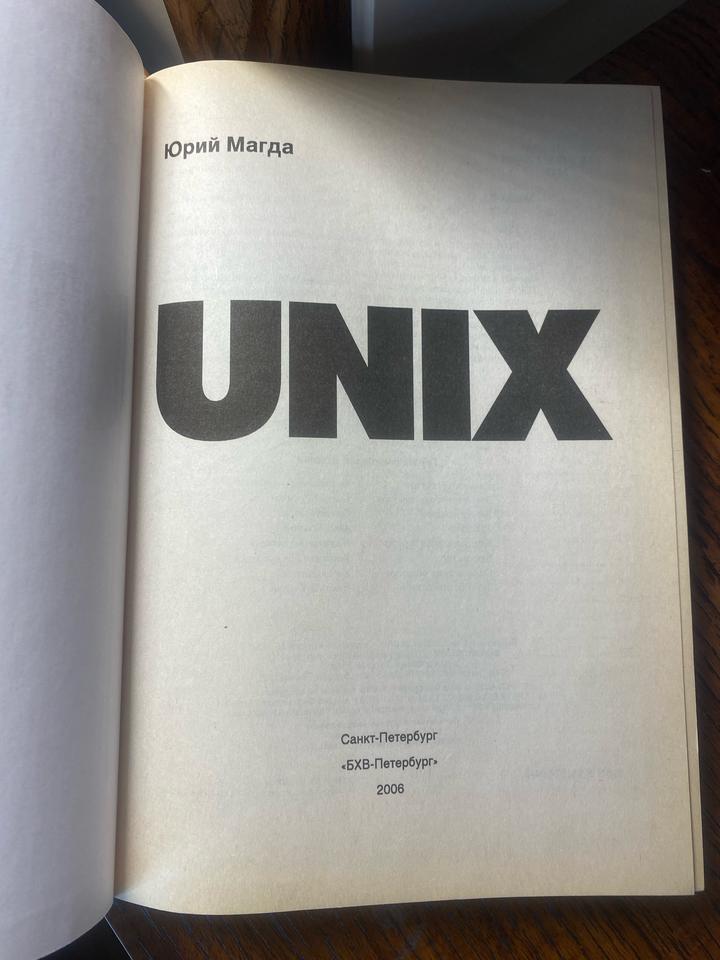 Юрий Магда
UNIX
Санкт-Петербург
«БХВ-Петербург»
2006